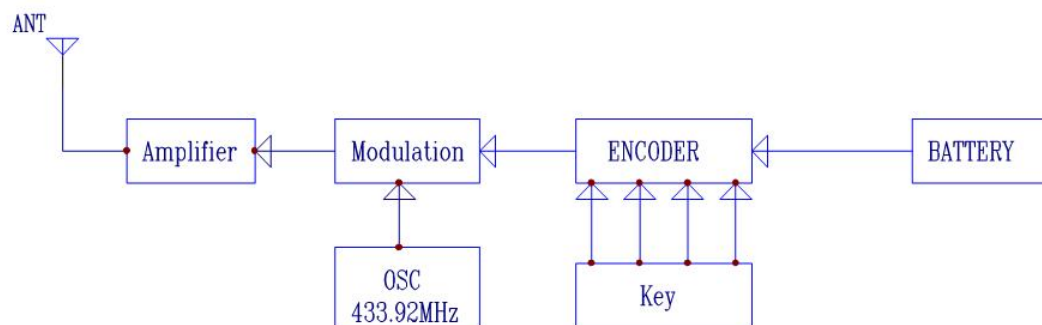 ANT
Amplifier
Modulation
ENCODER
BATTERY
OSC
433.92MHz
Key